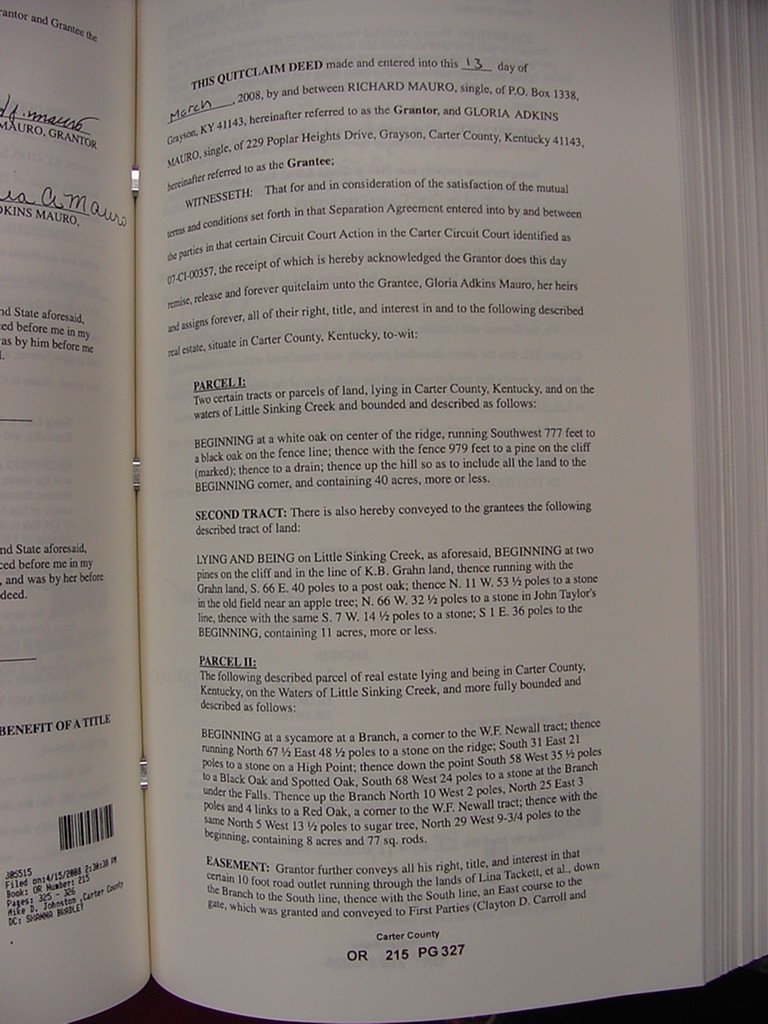 antor and Grantee the
MAURO, GRANTOR
a A Mauro
DKINS MAURO,
nd State aforesaid,
ced before me in my
as by him before me
nd State aforesaid,
ced before me in my
, and was by her before
deed.
BENEFIT OF A TITLE
305515
Filed on:4/15/2008 2:30:38 PM
Book: OR Number: 215
Pages: 325 - 326
Mike D. Johnston ,Carter County
DC: SHANNA BRADLEY
THIS QUITCLAIM DEED made and entered into this 13 day of
March, 2008, by and between RICHARD MAURO, single, of P.O. Box 1338,
Grayson, KY 41143, hereinafter referred to as the Grantor, and GLORIA ADKINS
MAURO, single, of 229 Poplar Heights Drive, Grayson, Carter County, Kentucky 41143,
hereinafter referred to as the Grantee;
WITNESSETH: That for and in consideration of the satisfaction of the mutual
terms and conditions set forth in that Separation Agreement entered into by and between
the parties in that certain Circuit Court Action in the Carter Circuit Court identified as
07-CI-00357, the receipt of which is hereby acknowledged the Grantor does this day
remise, release and forever quitclaim unto the Grantee, Gloria Adkins Mauro, her heirs
and assigns forever, all of their right, title, and interest in and to the following described
real estate, situate in Carter County, Kentucky, to-wit:
PARCEL I:
Two certain tracts or parcels of land, lying in Carter County, Kentucky, and on the
waters of Little Sinking Creek and bounded and described as follows:
BEGINNING at a white oak on center of the ridge, running Southwest 777 feet to
a black oak on the fence line; thence with the fence 979 feet to a pine on the cliff
(marked); thence to a drain; thence up the hill so as to include all the land to the
BEGINNING corner, and containing 40 acres, more or less.
SECOND TRACT: There is also hereby conveyed to the grantees the following
described tract of land:
LYING AND BEING on Little Sinking Creek, as aforesaid, BEGINNING at two
pines on the cliff and in the line of K.B. Grahn land, thence running with the
Grahn land, S. 66 E. 40 poles to a post oak; thence N. 11 W. 53 ½ poles to a stone
in the old field near an apple tree; N. 66 W. 32 ½ poles to a stone in John Taylor's
line, thence with the same S. 7 W. 14 ½ poles to a stone; S 1 E. 36 poles to the
BEGINNING, containing 11 acres, more or less.
PARCEL II:
The following described parcel of real estate lying and being in Carter County,
Kentucky, on the Waters of Little Sinking Creek, and more fully bounded and
described as follows:
BEGINNING at a sycamore at a Branch, a corner to the W.F. Newall tract; thence
running North 67 ½ East 48 ½ poles to a stone on the ridge; South 31 East 21
poles to a stone on a High Point; thence down the point South 58 West 35 ½ poles
to a Black Oak and Spotted Oak, South 68 West 24 poles to a stone at the Branch
under the Falls. Thence up the Branch North 10 West 2 poles, North 25 East 3
poles and 4 links to a Red Oak, a corner to the W.F. Newall tract; thence with the
same North 5 West 13 ½ poles to sugar tree, North 29 West 9-3/4 poles to the
beginning, containing 8 acres and 77 sq. rods.
EASEMENT: Grantor further conveys all his right, title, and interest in that
certain 10 foot road outlet running through the lands of Lina Tackett, et al., down
the Branch to the South line, thence with the South line, an East course to the
gate, which was granted and conveyed to First Parties (Clayton D. Carroll and
Carter County
OR 215 PG 327